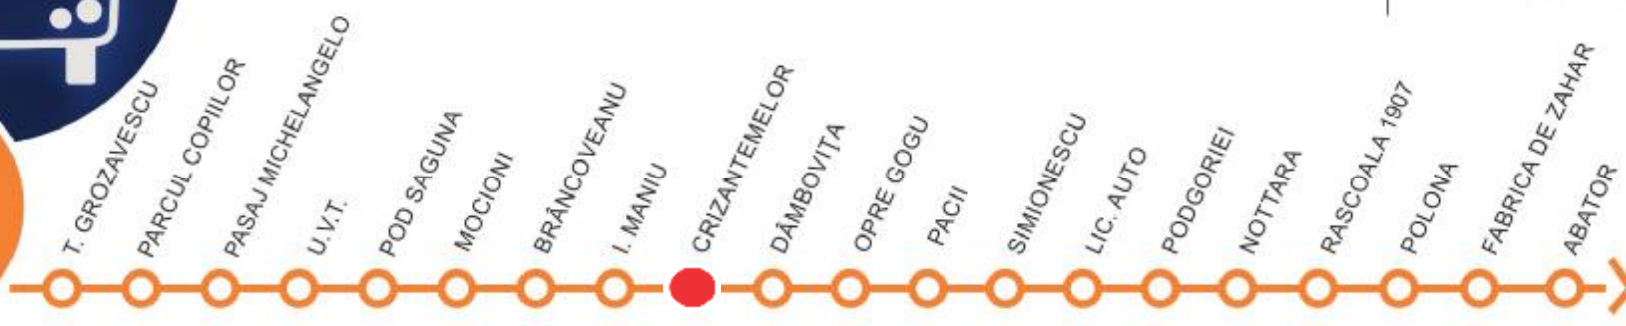 T. GROZAVESCU
PARCUL COPIILOR
PASAJ MICHELANGELO
U.V.T.
POD SAGUNA
MOCIONI
BRÂNCOVEANU
I. MANIU
CRIZANTEMELOR
DÂMBOVIȚA
OPRE GOGU
PACII
SIMIONESCU
LIC. AUTO
PODGORIEI
NOTTARA
RASCOALA 1907
POLONA
FABRICA DE ZAHAR
ABATOR